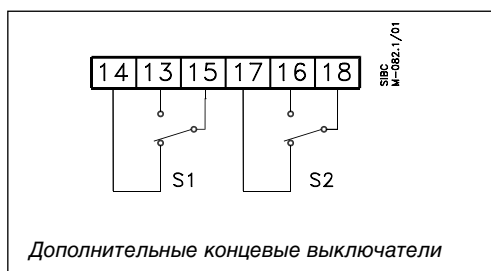 14 13 15 17 16 18
SIBC
M-082.1/01
S1 S2
Дополнительные концевые выключатели